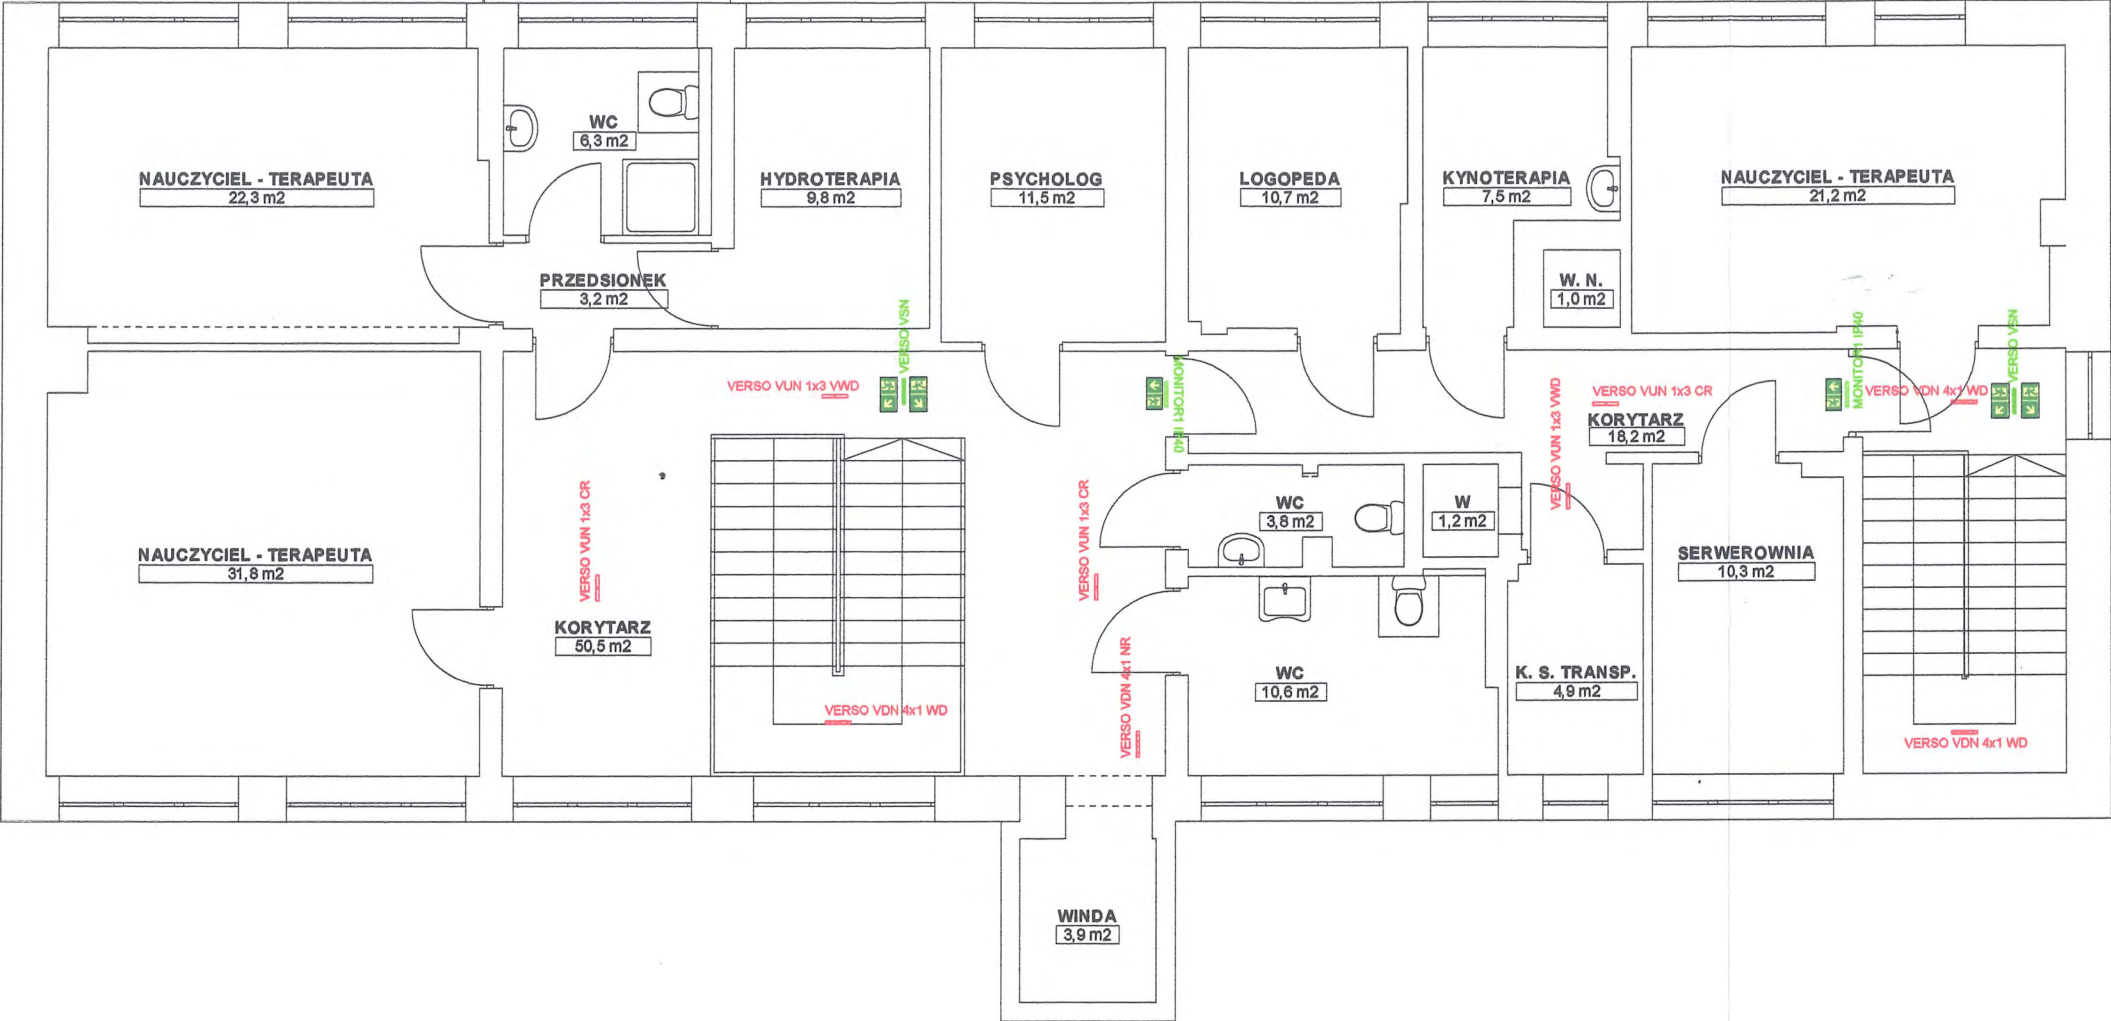 WC
6,3 m2
NAUCZYCIEL - TERAPEUTA
22,3 m2
HYDROTERAPIA
9,8 m2
PSYCHOLOG
11,5 m2
LOGOPEDA
10,7 m2
KYNOTERAPIA
7,5 m2
NAUCZYCIEL - TERAPEUTA
21,2 m2
PRZEDSIONEK
3,2 m2
W. N.
1,0 m2
VERSO VSN
MONITOR1 IP40
VERSO VSN
VERSO VUN 1x3 VWD
MONITOR1 IP40
VERSO VUN 1x3 VWD
VERSO VUN 1x3 CR
VERSO VDN 4x1 WD
KORYTARZ
18,2 m2
VERSO VUN 1x3 CR
VERSO VUN 1x3 CR
WC
3,8 m2
W
1,2 m2
NAUCZYCIEL - TERAPEUTA
31,8 m2
SERWEROWNIA
10,3 m2
KORYTARZ
50,5 m2
VERSO VDN 4x1 NR
WC
10,6 m2
K. S. TRANSP.
4,9 m2
VERSO VDN 4x1 WD
VERSO VDN 4x1 WD
WINDA
3,9 m2